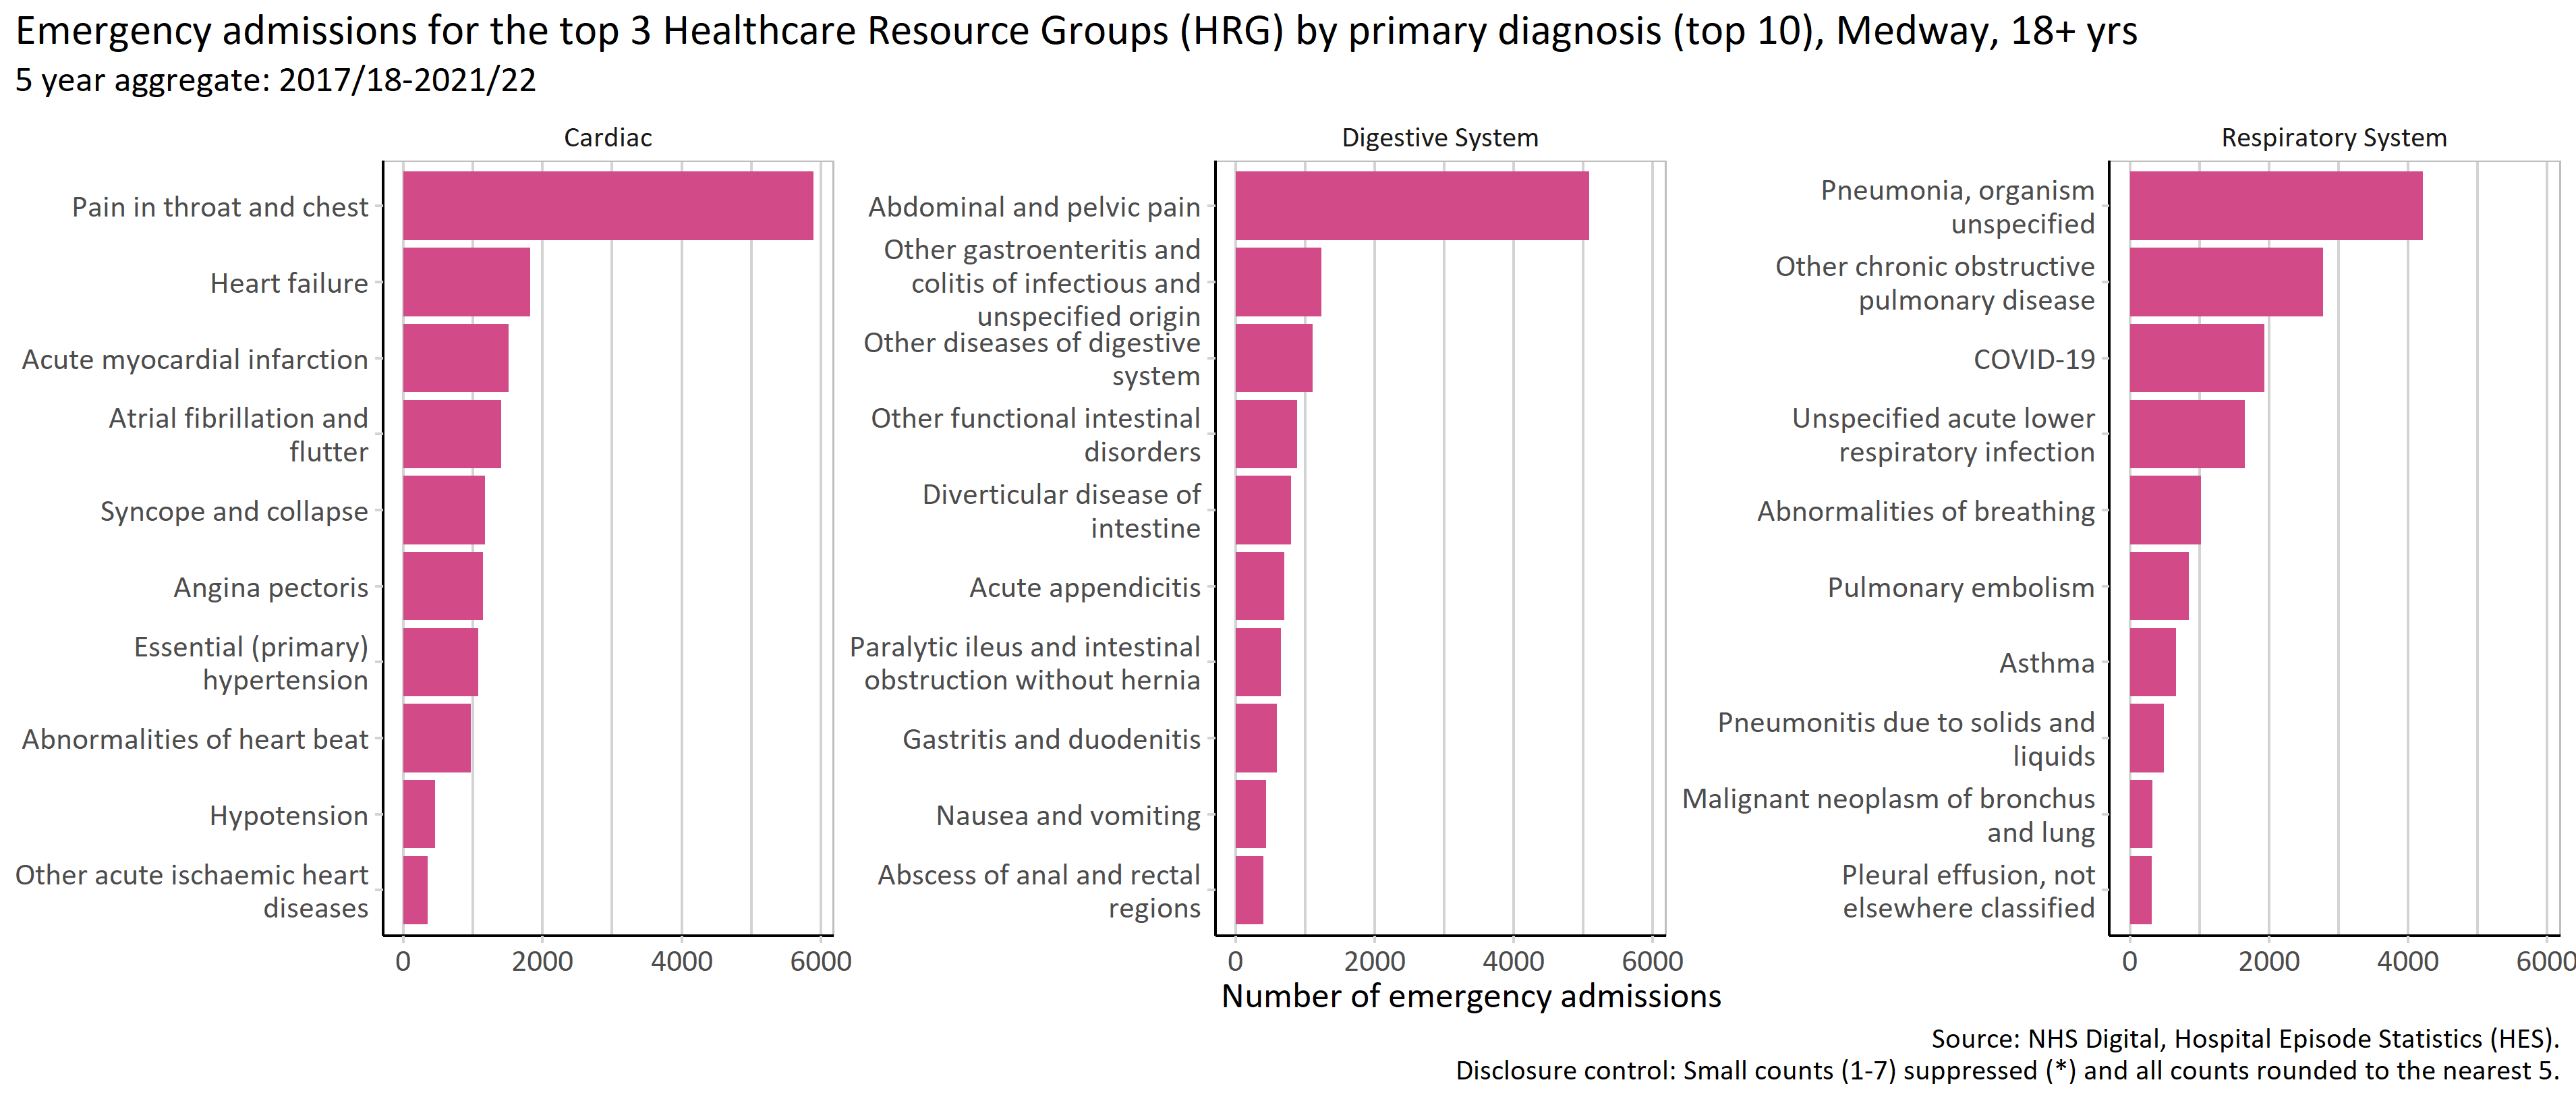 Emergency admissions for the top 3 Healthcare Resource Groups (HRG) by primary diagnosis (top 10), Medway, 18+ yrs
5 year aggregate: 2017/18-2021/22
Cardiac
Pain in throat and chest
Heart failure
Acute myocardial infarction
Atrial fibrillation and
flutter
Syncope and collapse
Angina pectoris
Essential (primary)
hypertension
Abnormalities of heart beat
Hypotension
Other acute ischaemic heart
diseases
0 2000 4000 6000
Digestive System
Abdominal and pelvic pain
Other gastroenteritis and
colitis of infectious and
unspecified origin
Other diseases of digestive
system
Other functional intestinal
disorders
Diverticular disease of
intestine
Acute appendicitis
Paralytic ileus and intestinal
obstruction without hernia
Gastritis and duodenitis
Nausea and vomiting
Abscess of anal and rectal
regions
0 2000 4000 6000
Respiratory System
Pneumonia, organism
unspecified
Other chronic obstructive
pulmonary disease
COVID-19
Unspecified acute lower
respiratory infection
Abnormalities of breathing
Pulmonary embolism
Asthma
Pneumonitis due to solids and
liquids
Malignant neoplasm of bronchus
and lung
Pleural effusion, not
elsewhere classified
0 2000 4000 6000
Number of emergency admissions
Source: NHS Digital, Hospital Episode Statistics (HES).
Disclosure control: Small counts (1-7) suppressed (*) and all counts rounded to the nearest 5.